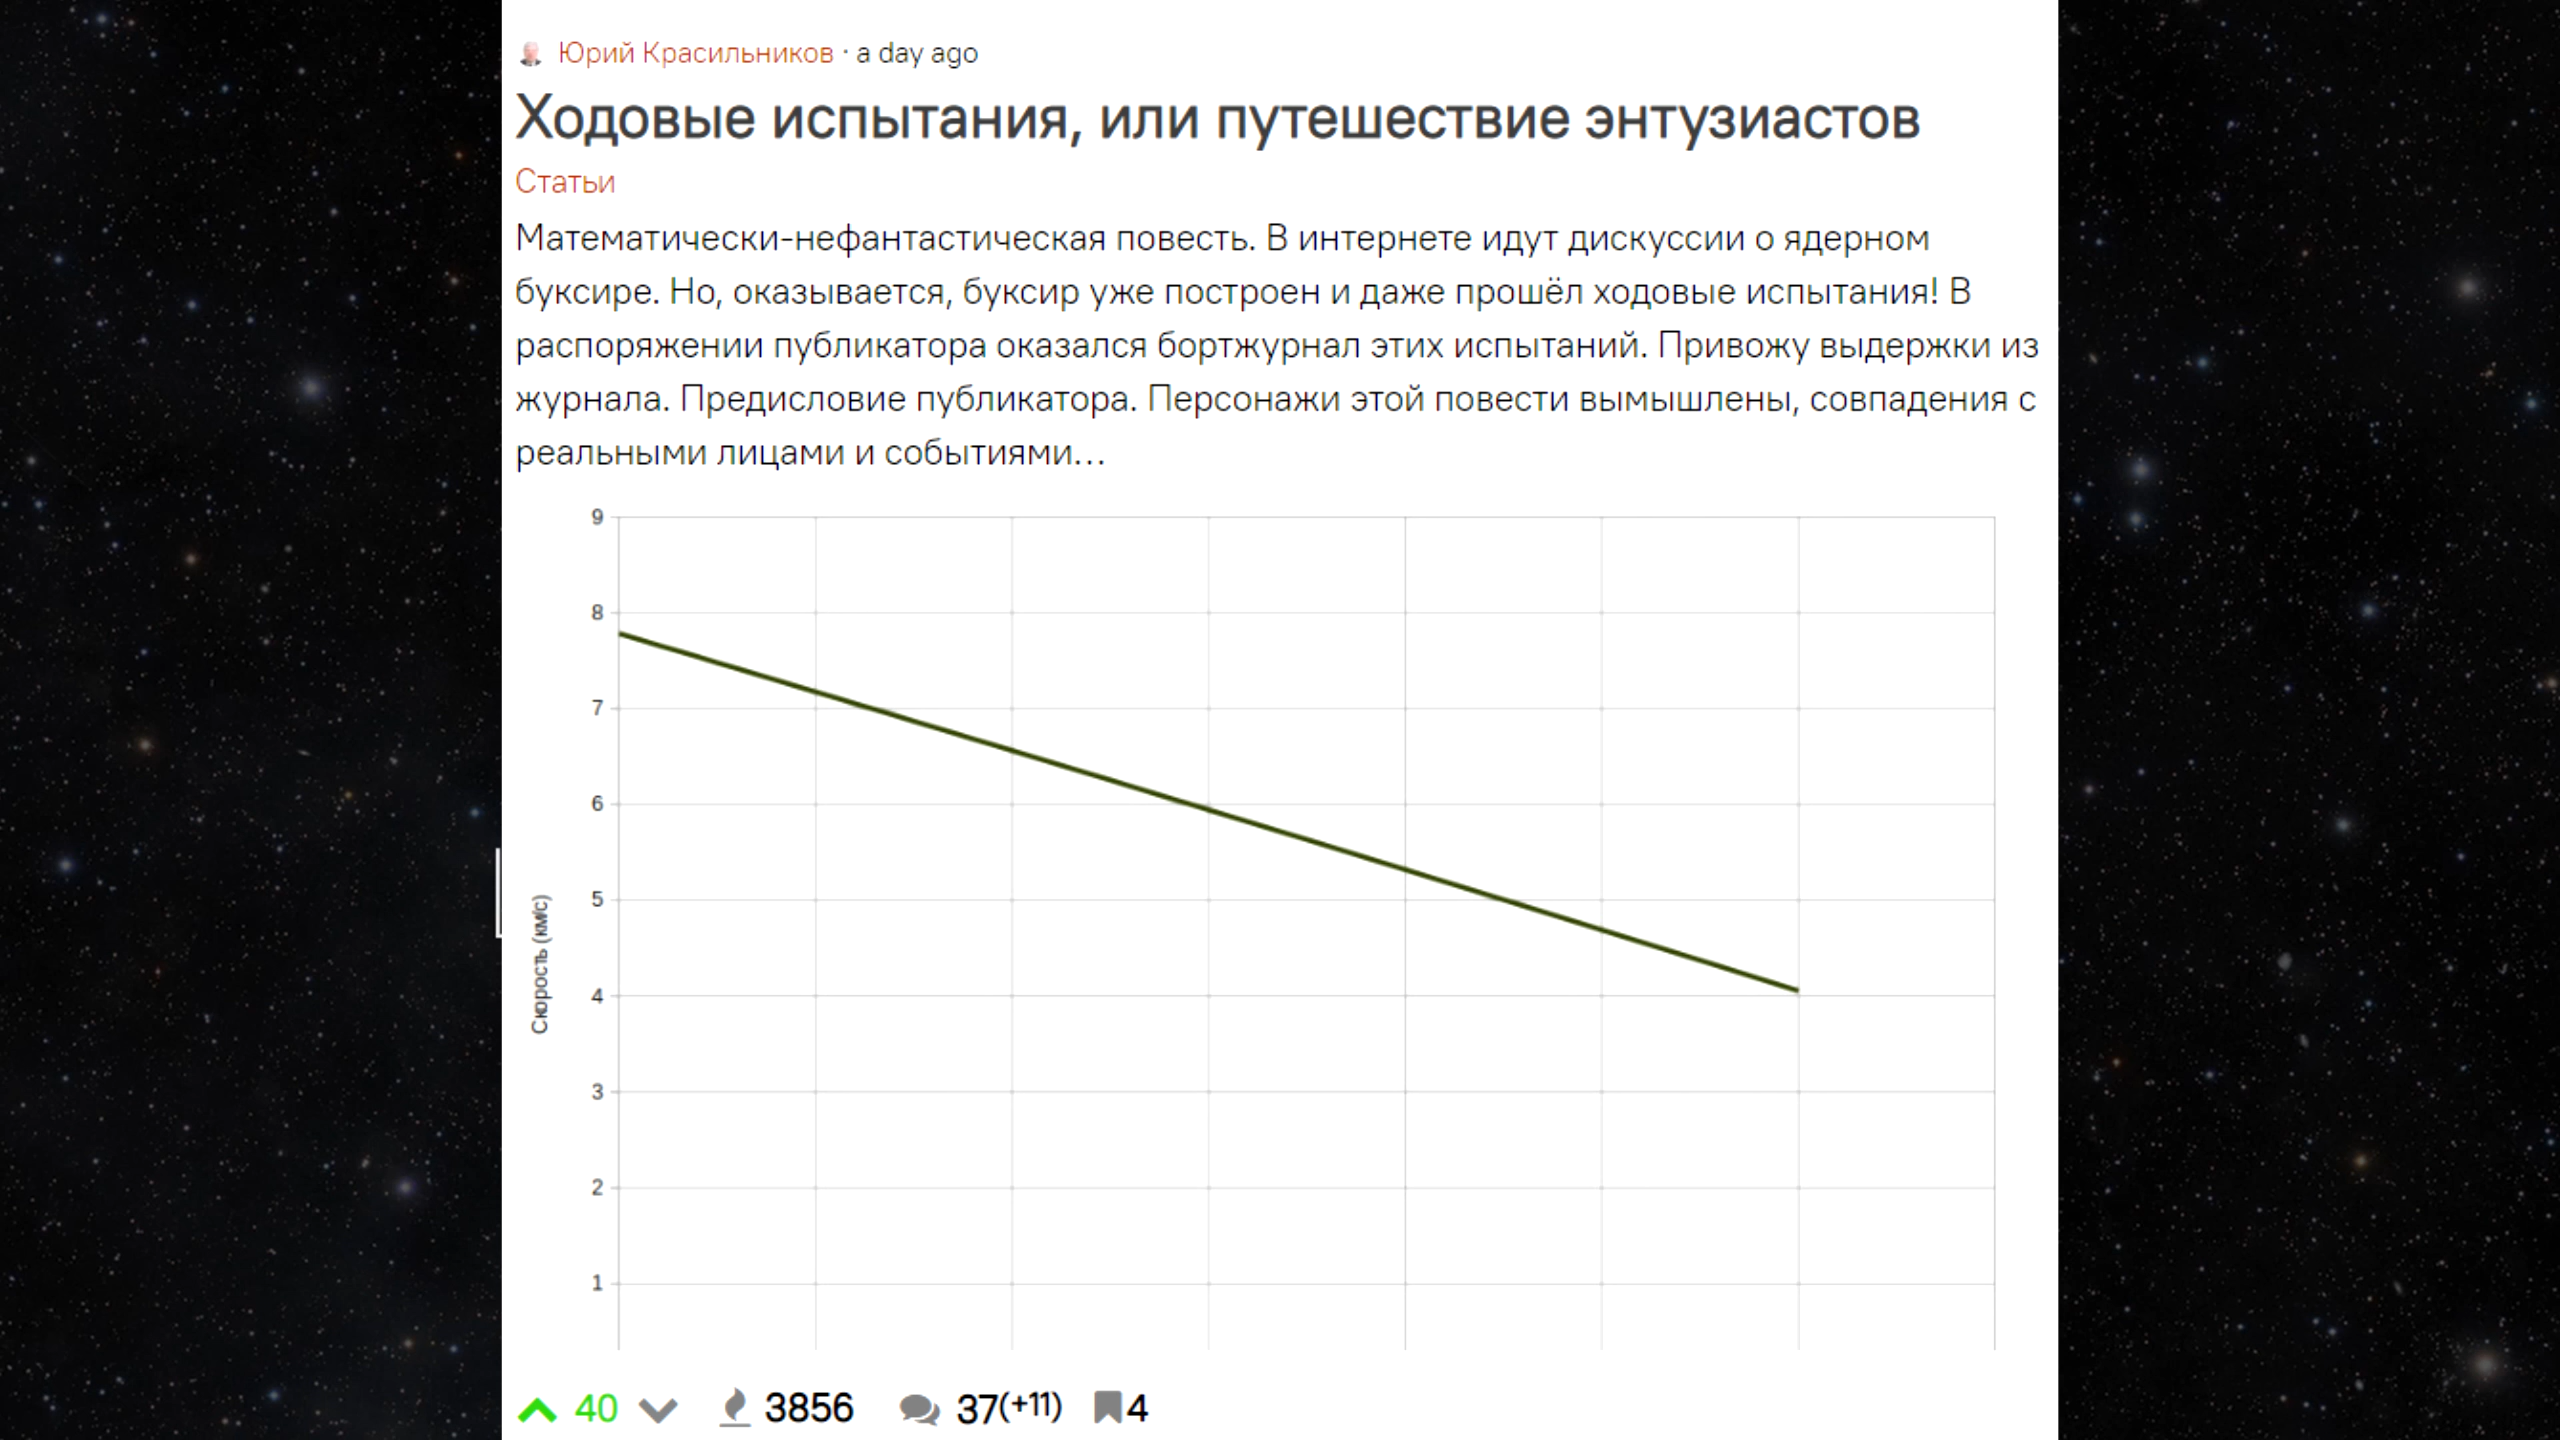 Юрий Красильников · a day ago
Ходовые испытания, или путешествие энтузиастов
Статьи
Математически-нефантастическая повесть. В интернете идут дискуссии о ядерном
буксире. Но, оказывается, буксир уже построен и даже прошёл ходовые испытания! В
распоряжении публикатора оказался бортжурнал этих испытаний. Привожу выдержки из
журнала. Предисловие публикатора. Персонажи этой повести вымышлены, совпадения с
реальными лицами и событиями...
9
8
7
6
5
4
3
2
1
Скорость (км/с)
40 3856 37(+11) 4